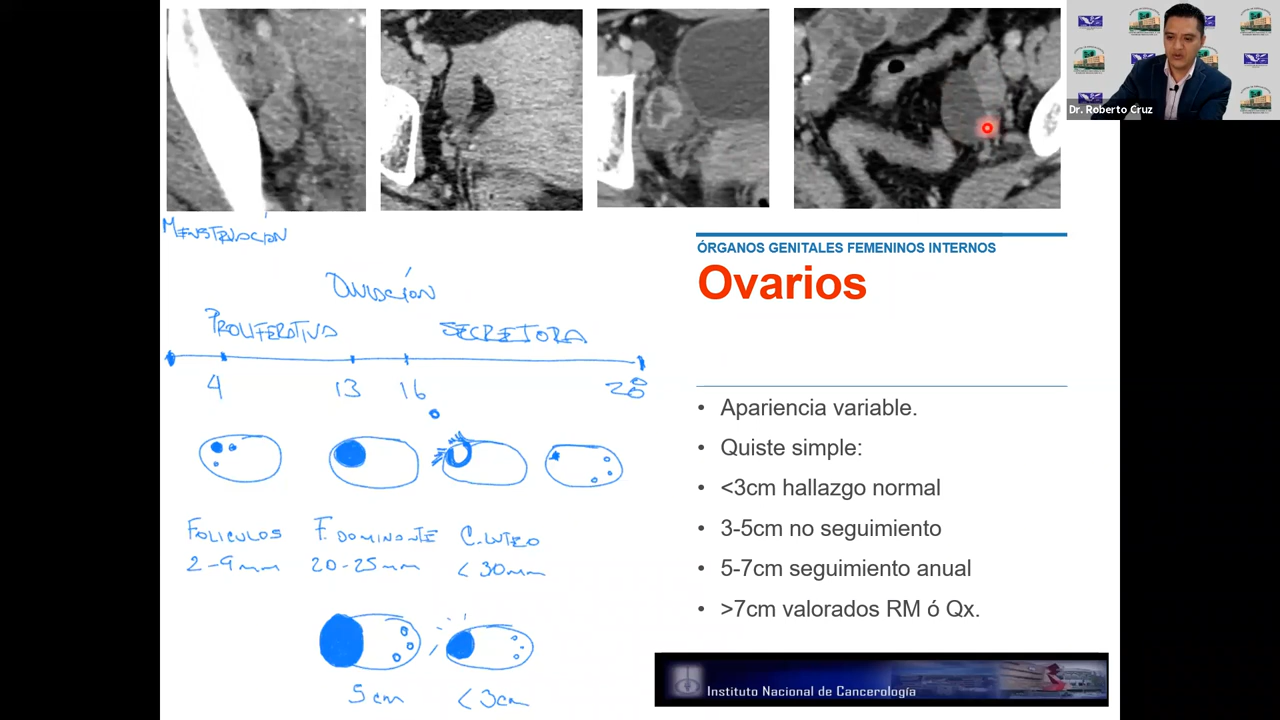 Dr. Roberto Cruz
MENSTRUACIÓN
OVULACIÓN
PROLIFERATIVA
SECRETORA
4
13
16
28
FOLICULOS
2-9mm
F. DOMINANTE
20-25mm
C. LUTEO
< 30mm
5 cm
< 3cm
ÓRGANOS GENITALES FEMENINOS INTERNOS
Ovarios
• Apariencia variable.
• Quiste simple:
• <3cm hallazgo normal
• 3-5cm no seguimiento
• 5-7cm seguimiento anual
• >7cm valorados RM ó Qx.
Instituto Nacional de Cancerología